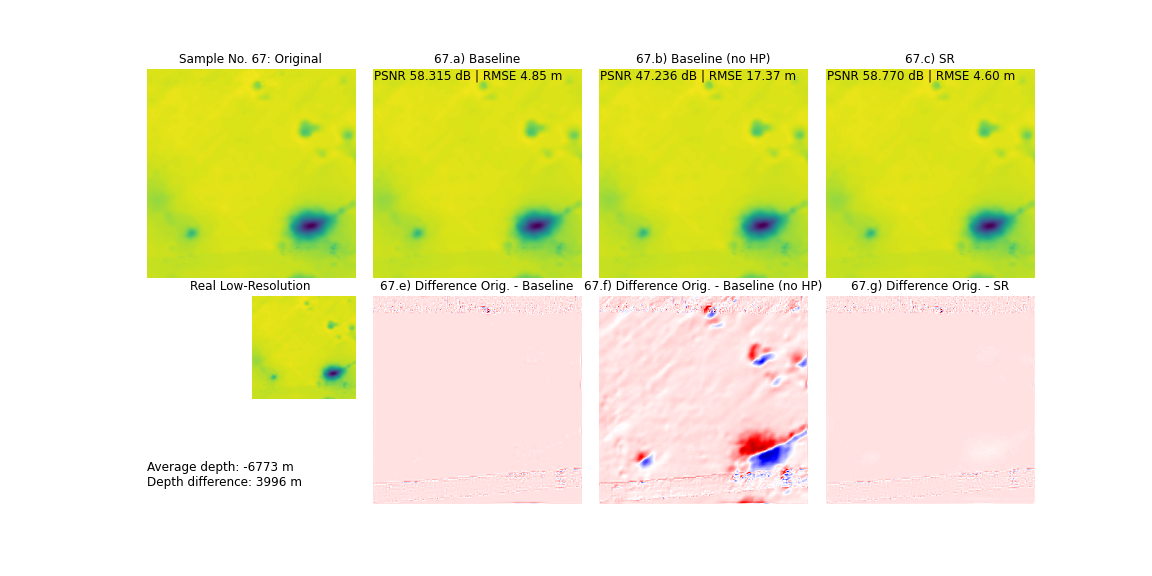 Sample No. 67: Original
67.a) Baseline
67.b) Baseline (no HP)
67.c) SR
PSNR 58.315 dB | RMSE 4.85 m
PSNR 47.236 dB | RMSE 17.37 m
PSNR 58.770 dB | RMSE 4.60 m
Real Low-Resolution
67.e) Difference Orig. - Baseline
67.f) Difference Orig. - Baseline (no HP)
67.g) Difference Orig. - SR
Average depth: -6773 m
Depth difference: 3996 m